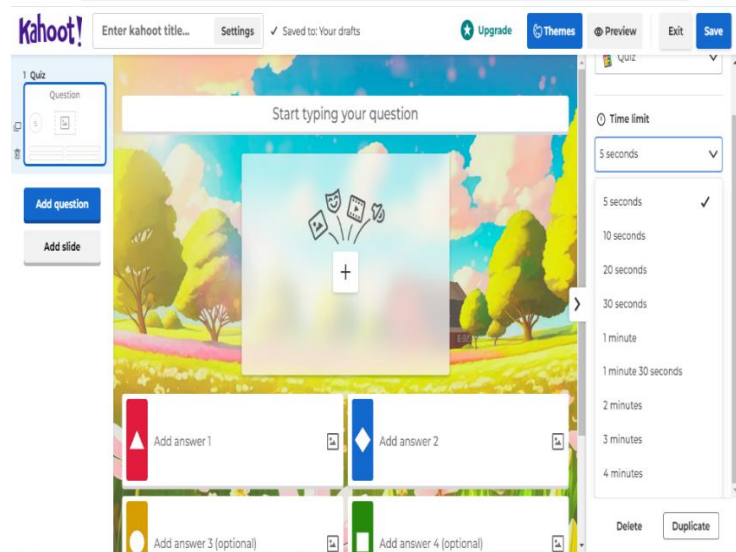 Kahoot!
Enter kahoot title...
Settings
✓ Saved to: Your drafts
Upgrade
Themes
Preview
Exit
Save
1 Quiz
Question
5
Add question
Add slide
Start typing your question
+
Add answer 1
Add answer 2
Add answer 3 (optional)
Add answer 4 (optional)
Quiz
Time limit
5 seconds
5 seconds ✓
10 seconds
20 seconds
30 seconds
1 minute
1 minute 30 seconds
2 minutes
3 minutes
4 minutes
Delete
Duplicate